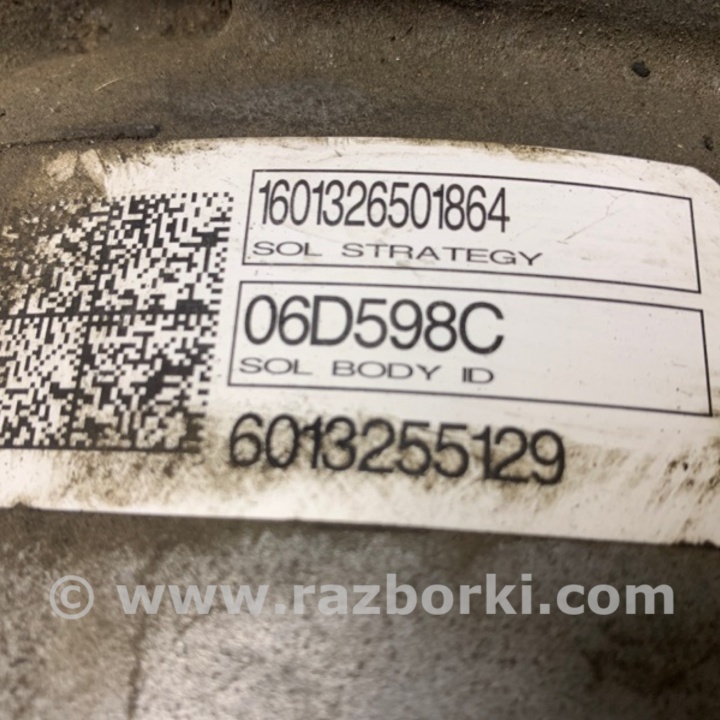 1601326501864
SOL STRATEGY
06D598C
SOL BODY ID
6013255129
© www.razborki.com